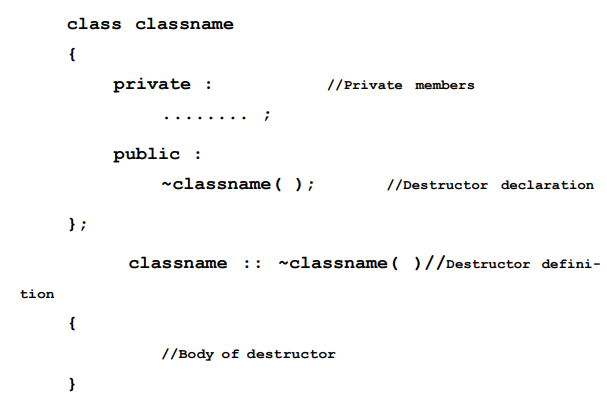 class classname
{
private :        //Private members
........ ;
public :
~classname( );        //Destructor declaration
};
classname :: ~classname( )//Destructor defini-
tion
{
//Body of destructor
}